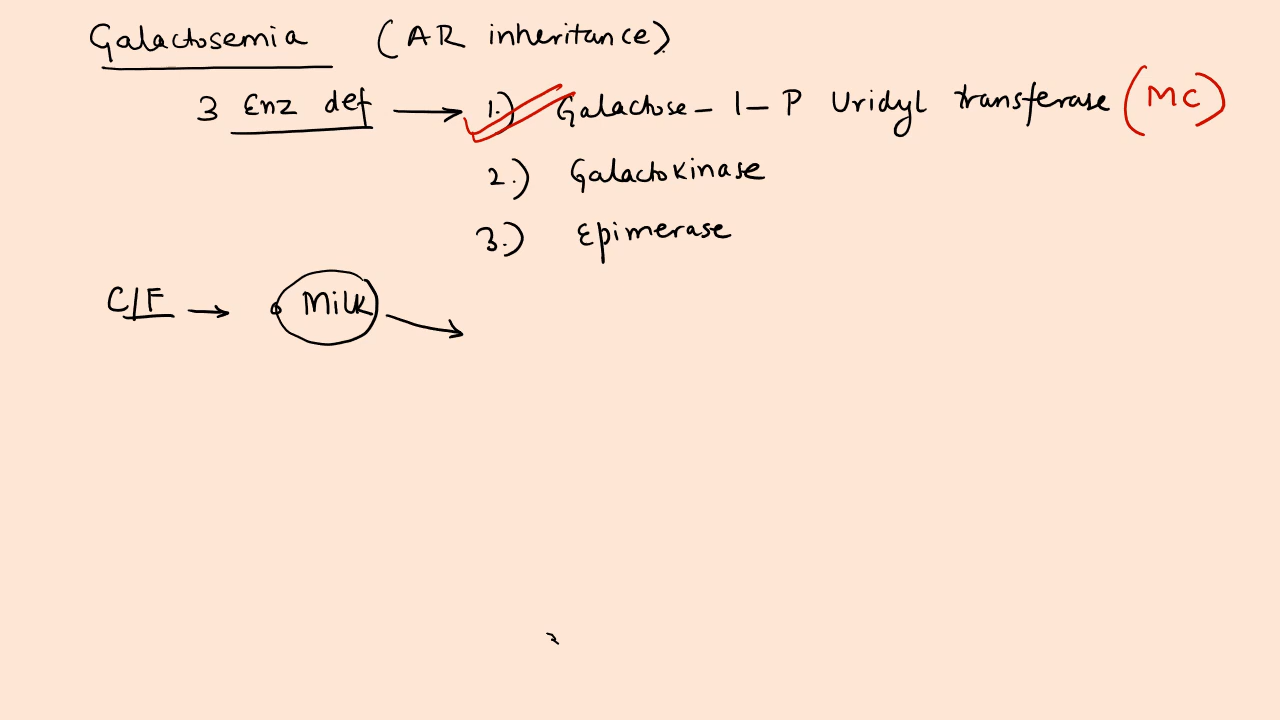 Galactosemia (AR inheritance)
3 Enz def → 1.) Galactose - 1 - P Uridyl transferase (MC)
2.) Galactokinase
3.) Epimerase
C/F → Milk →